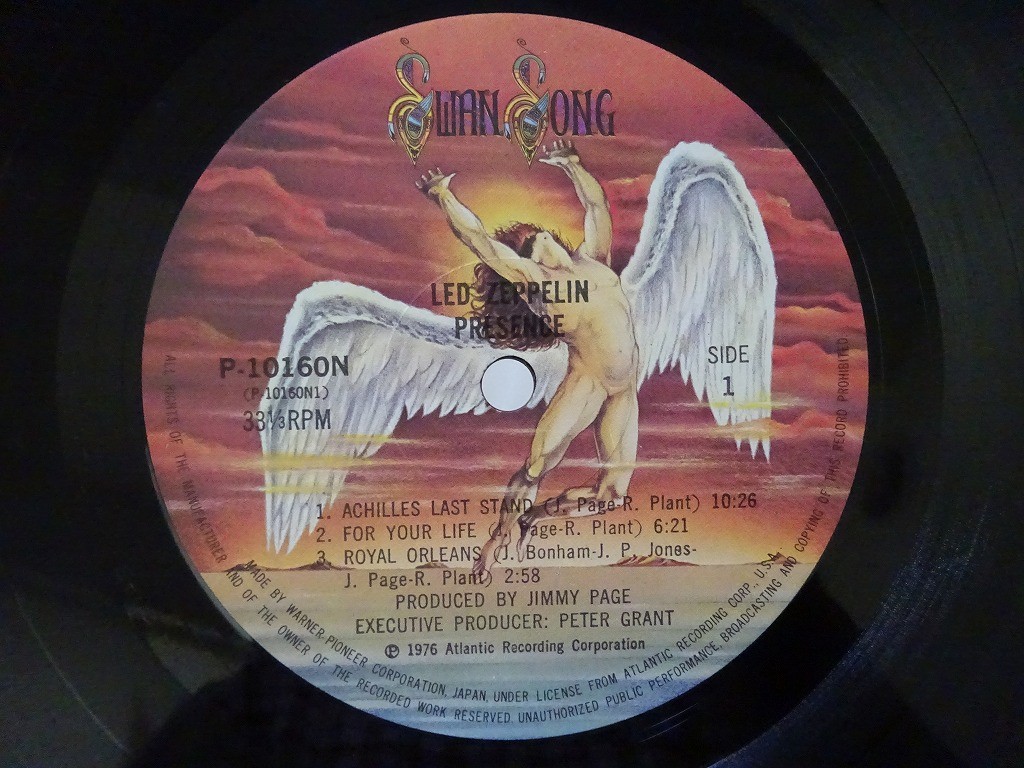 SWAN SONG
LED ZEPPELIN
PRESENCE
P-10160N
(P-10160N1)
33⅓RPM
SIDE
1
1. ACHILLES LAST STAND (J. Page-R. Plant) 10:26
2. FOR YOUR LIFE (J. Page-R. Plant) 6:21
3. ROYAL ORLEANS (J. Bonham-J. P. Jones-
J. Page-R. Plant) 2:58
PRODUCED BY JIMMY PAGE
EXECUTIVE PRODUCER: PETER GRANT
℗ 1976 Atlantic Recording Corporation
MADE BY WARNER-PIONEER CORPORATION, JAPAN, UNDER LICENSE FROM ATLANTIC RECORDING CORP., U.S.A.
ALL RIGHTS OF THE MANUFACTURER AND OF THE OWNER OF THE RECORDED WORK RESERVED. UNAUTHORIZED PUBLIC PERFORMANCE, BROADCASTING AND COPYING OF THIS RECORD PROHIBITED